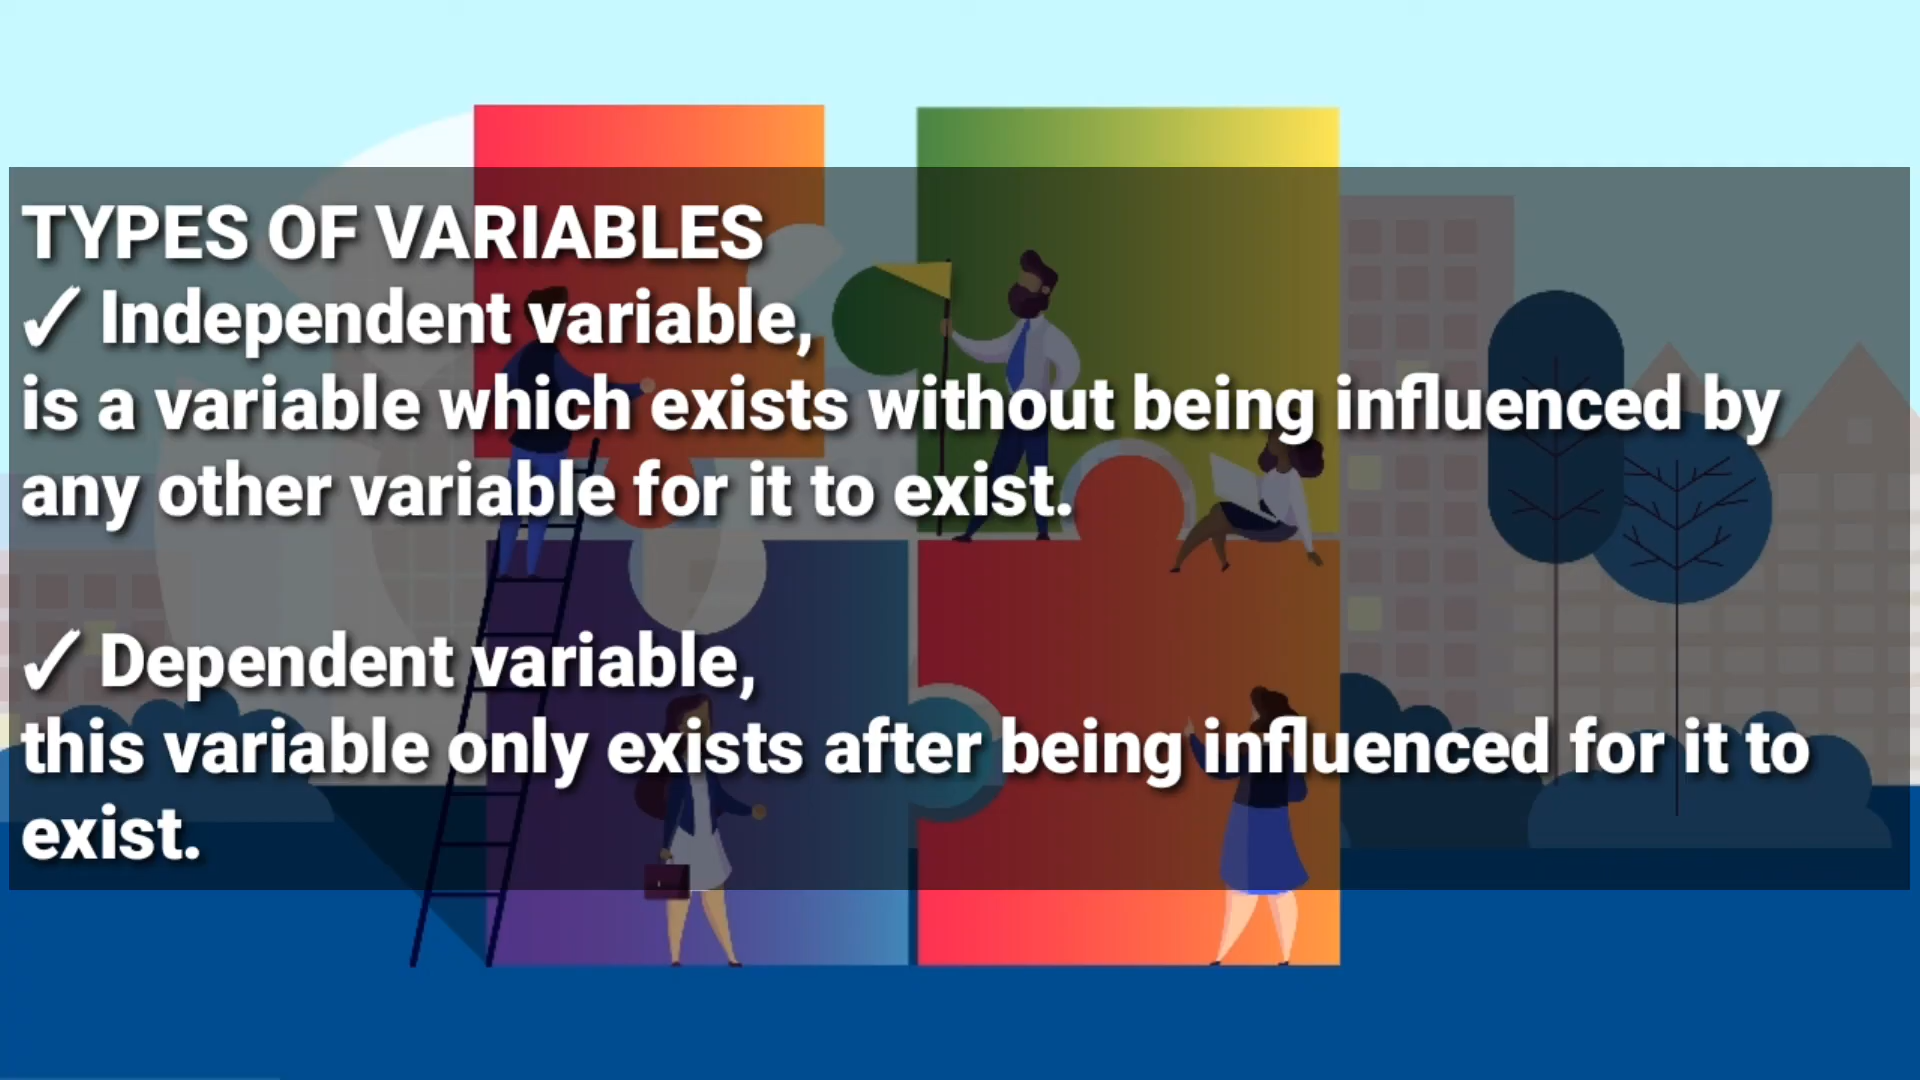 TYPES OF VARIABLES
✓ Independent variable,
is a variable which exists without being influenced by
any other variable for it to exist.
✓ Dependent variable,
this variable only exists after being influenced for it to
exist.